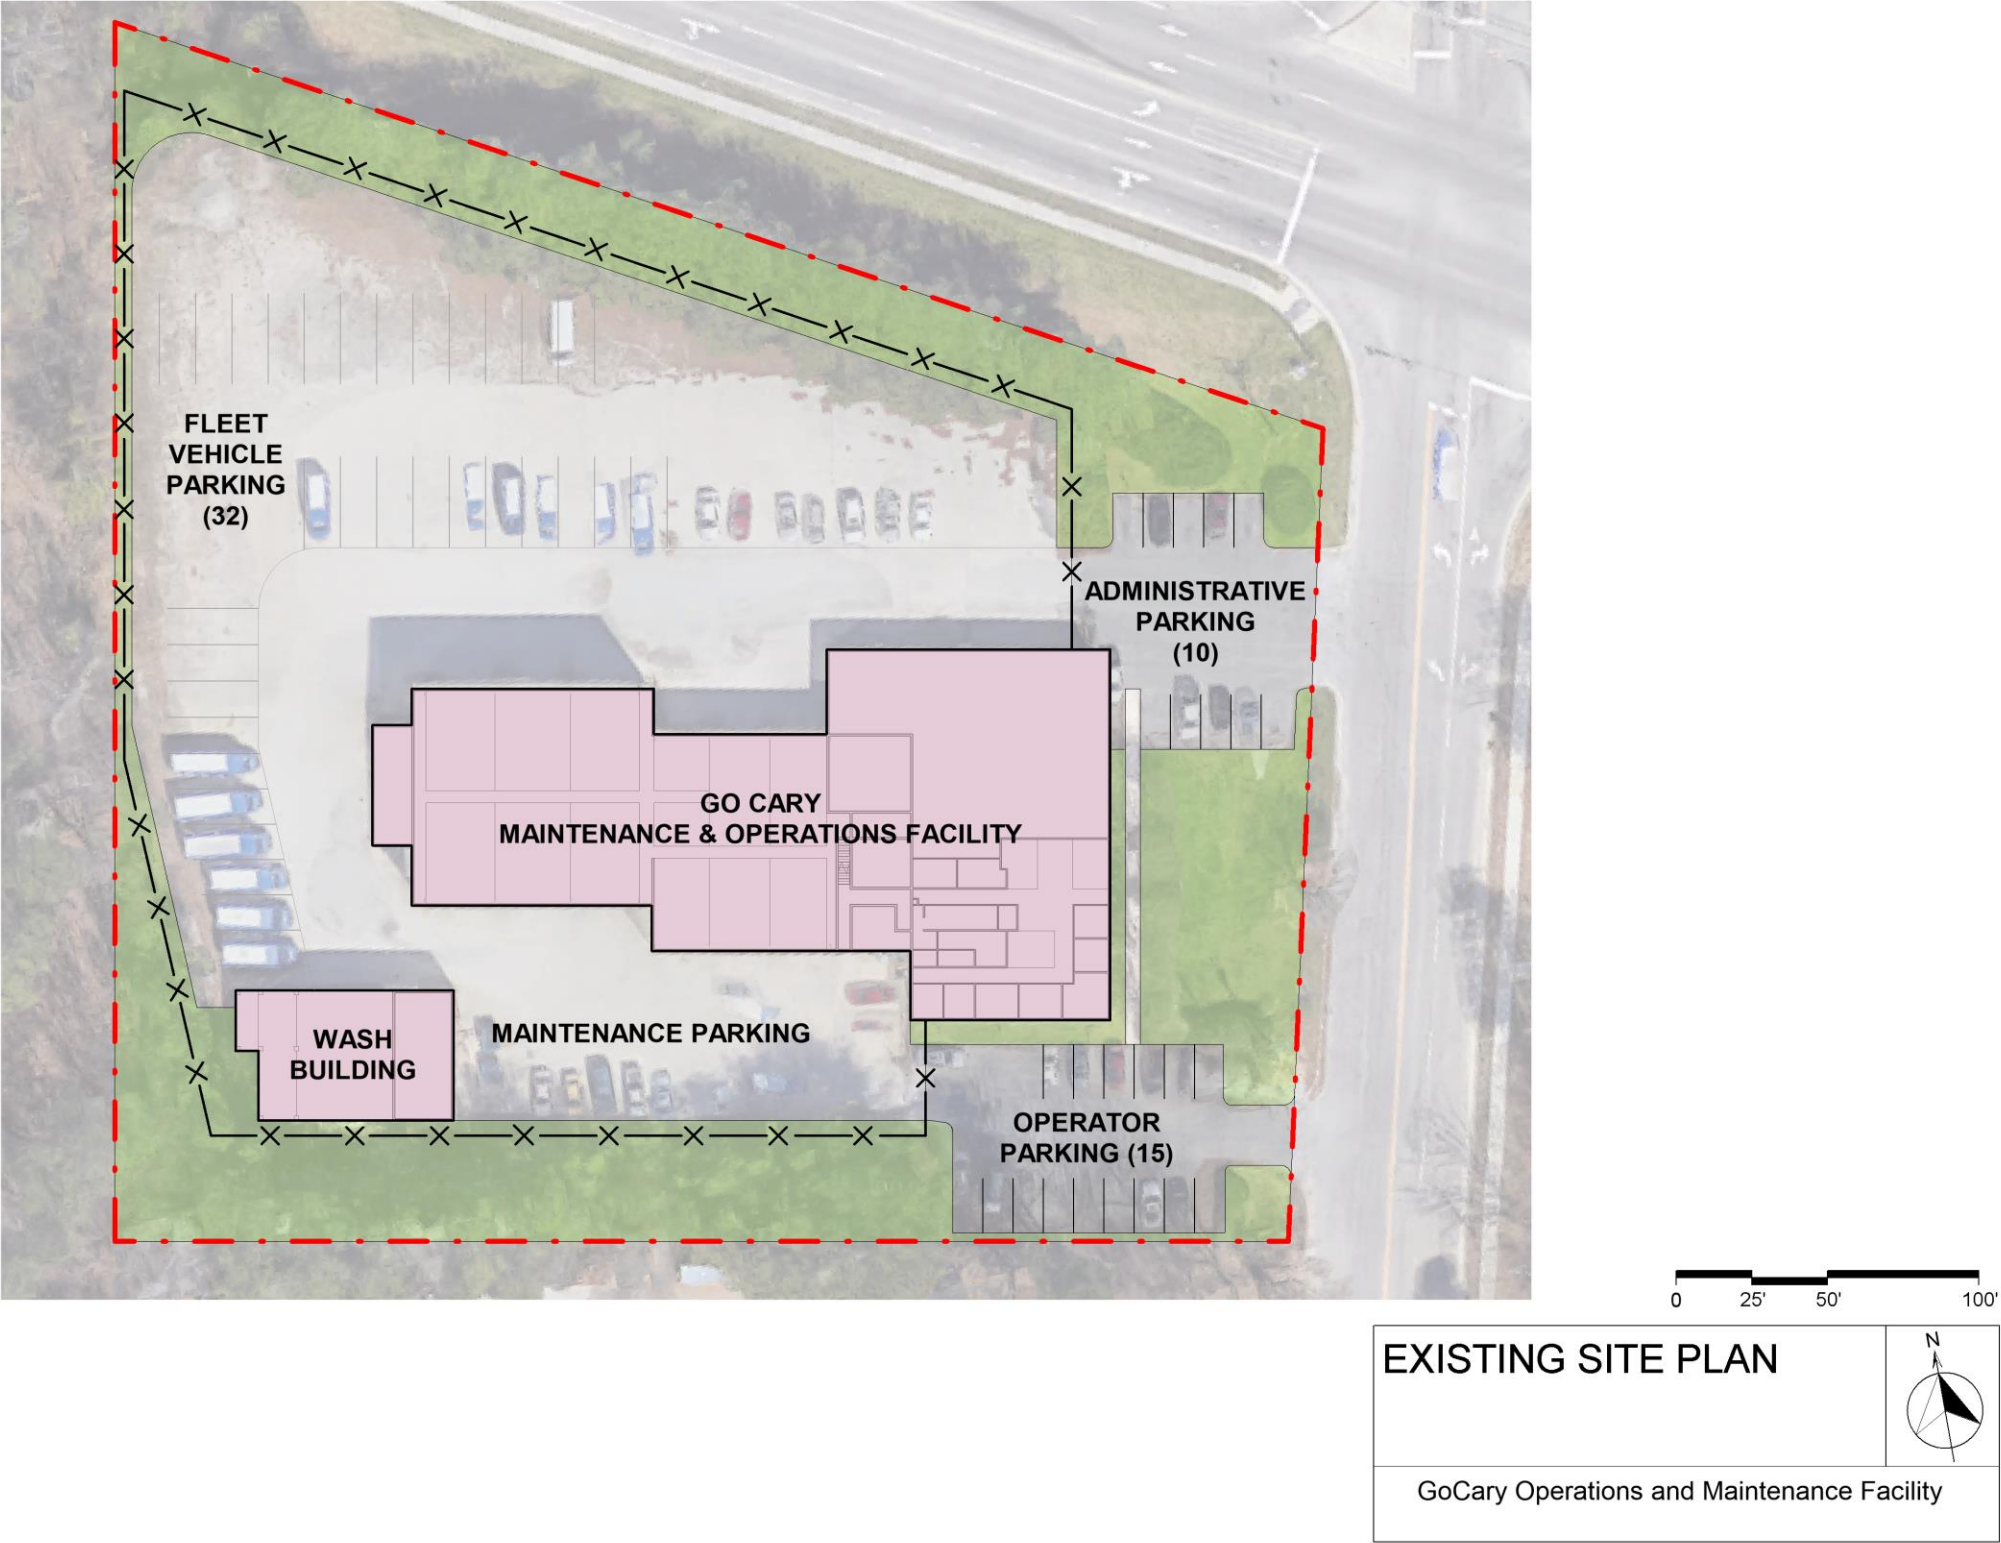 FLEET
VEHICLE
PARKING
(32)
ADMINISTRATIVE
PARKING
(10)
GO CARY
MAINTENANCE & OPERATIONS FACILITY
WASH
BUILDING
MAINTENANCE PARKING
OPERATOR
PARKING (15)
0 25' 50' 100'
EXISTING SITE PLAN
N
GoCary Operations and Maintenance Facility